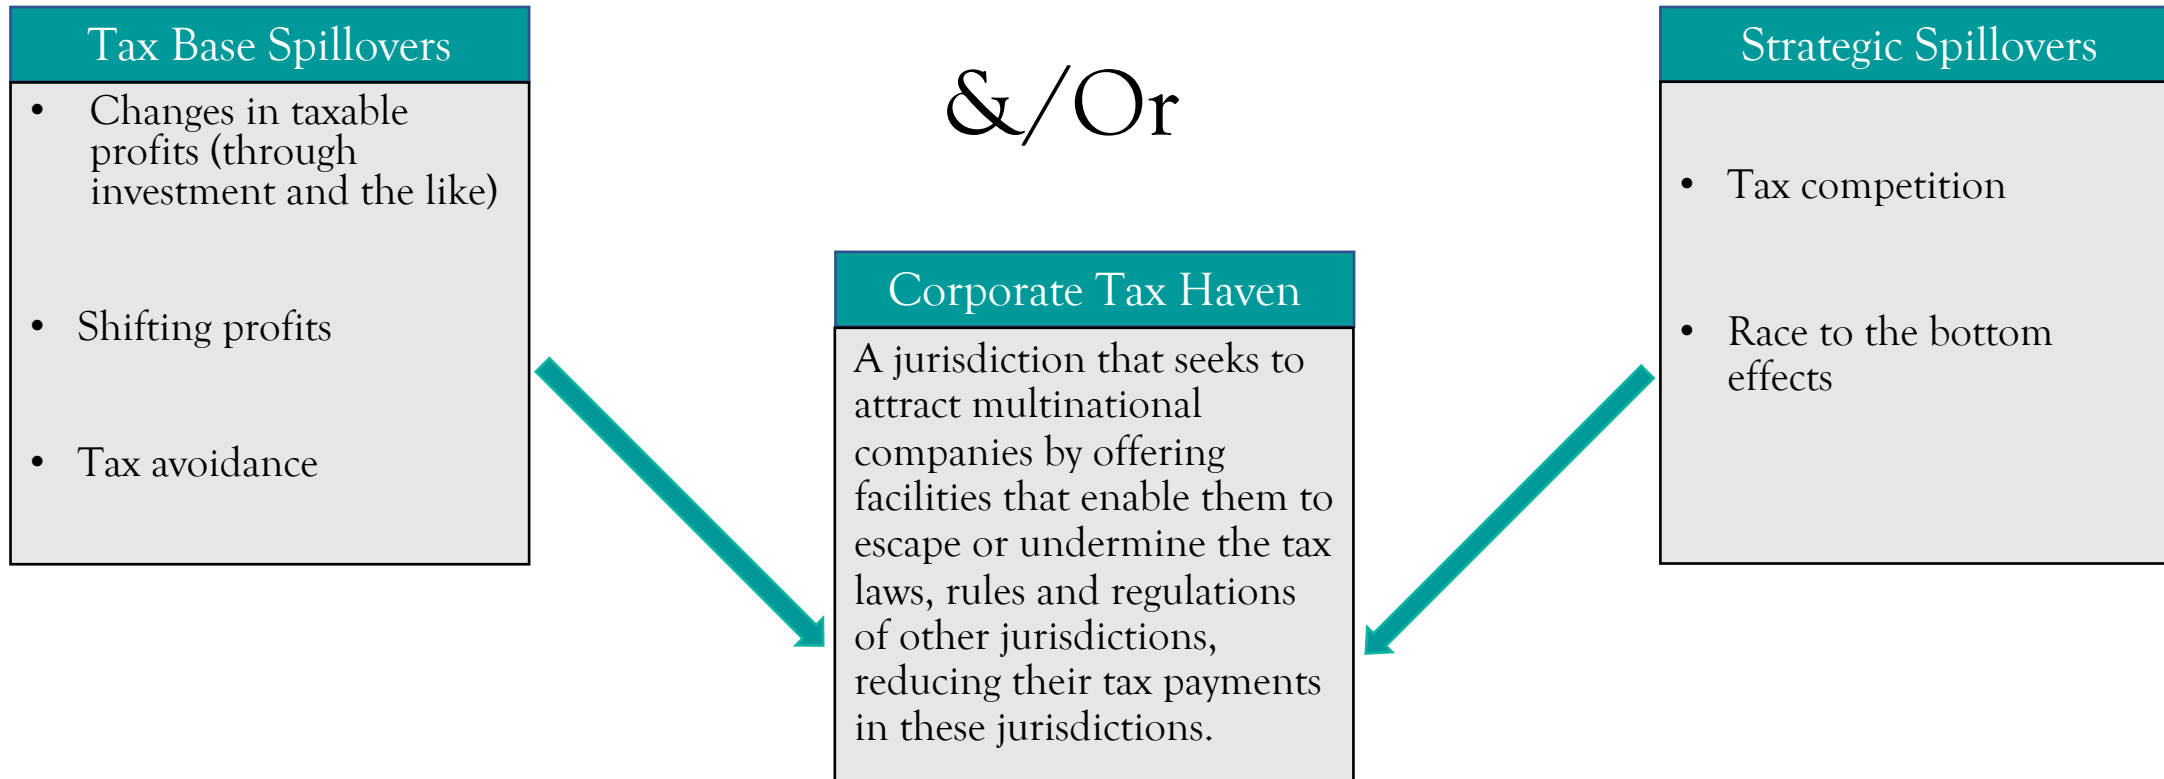 Tax Base Spillovers
• Changes in taxable
profits (through
investment and the like)
• Shifting profits
• Tax avoidance
&/Or
Corporate Tax Haven
A jurisdiction that seeks to
attract multinational
companies by offering
facilities that enable them to
escape or undermine the tax
laws, rules and regulations
of other jurisdictions,
reducing their tax payments
in these jurisdictions.
Strategic Spillovers
• Tax competition
• Race to the bottom
effects